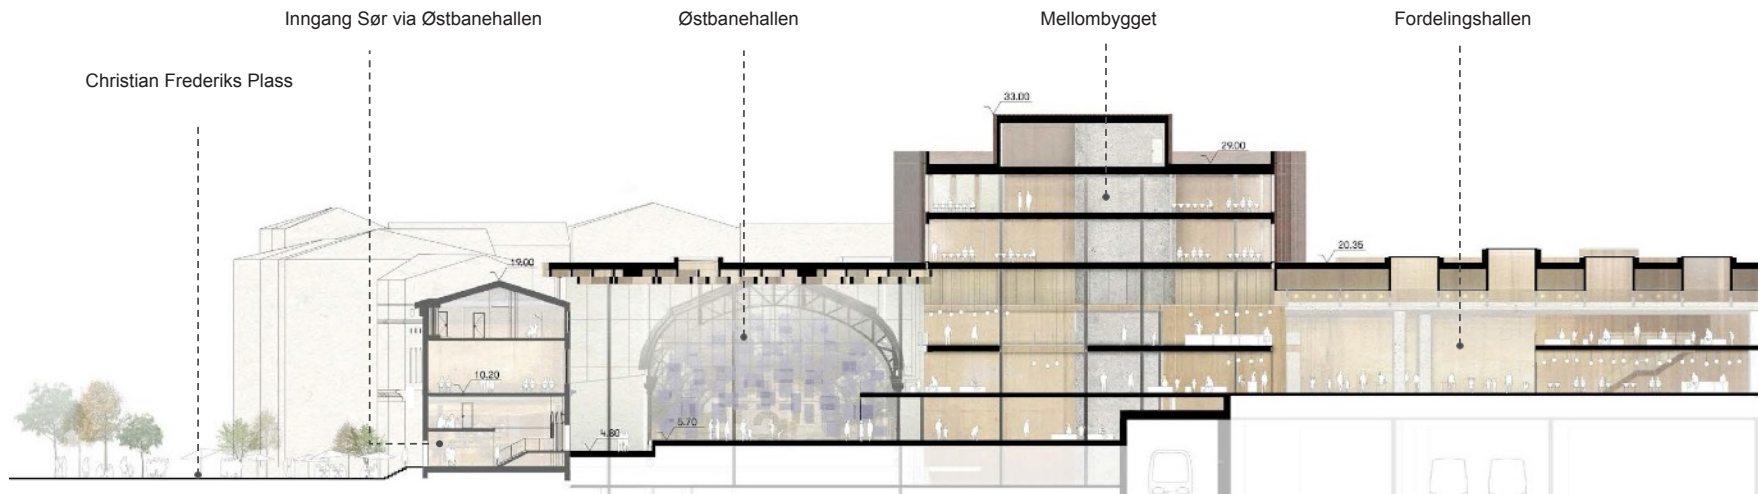 Inngang Sør via Østbanehallen
Østbanehallen
Mellombygget
Fordelingshallen
Christian Frederiks Plass
33.00
29.00
20.35
19.00
10.20
5.70
4.80